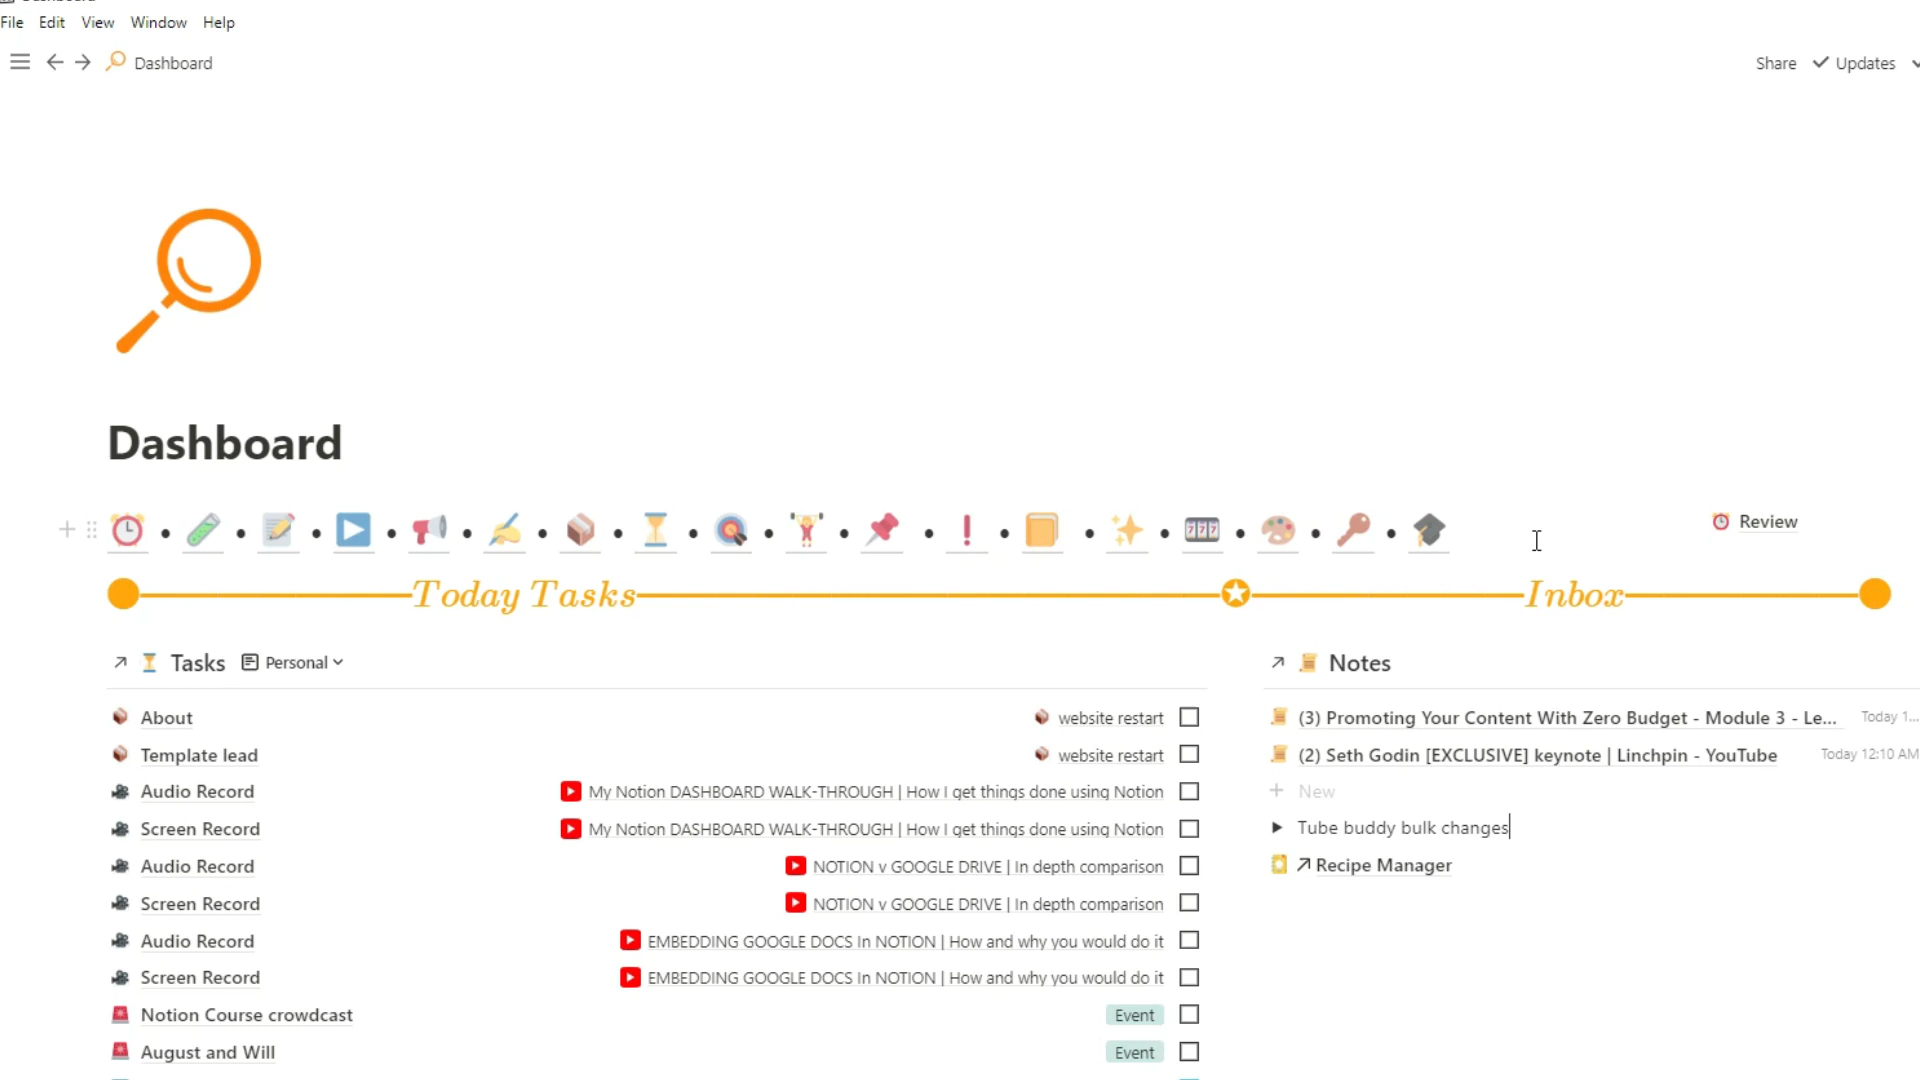 File Edit View Window Help
Dashboard
Share Updates
Dashboard
Review
Today Tasks
Inbox
Tasks Personal
About website restart
Template lead website restart
Audio Record My Notion DASHBOARD WALK-THROUGH | How I get things done using Notion
Screen Record My Notion DASHBOARD WALK-THROUGH | How I get things done using Notion
Audio Record NOTION v GOOGLE DRIVE | In depth comparison
Screen Record NOTION v GOOGLE DRIVE | In depth comparison
Audio Record EMBEDDING GOOGLE DOCS In NOTION | How and why you would do it
Screen Record EMBEDDING GOOGLE DOCS In NOTION | How and why you would do it
Notion Course crowdcast Event
August and Will Event
Notes
(3) Promoting Your Content With Zero Budget - Module 3 - Le... Today 1...
(2) Seth Godin [EXCLUSIVE] keynote | Linchpin - YouTube Today 12:10 AM
New
Tube buddy bulk changes
Recipe Manager